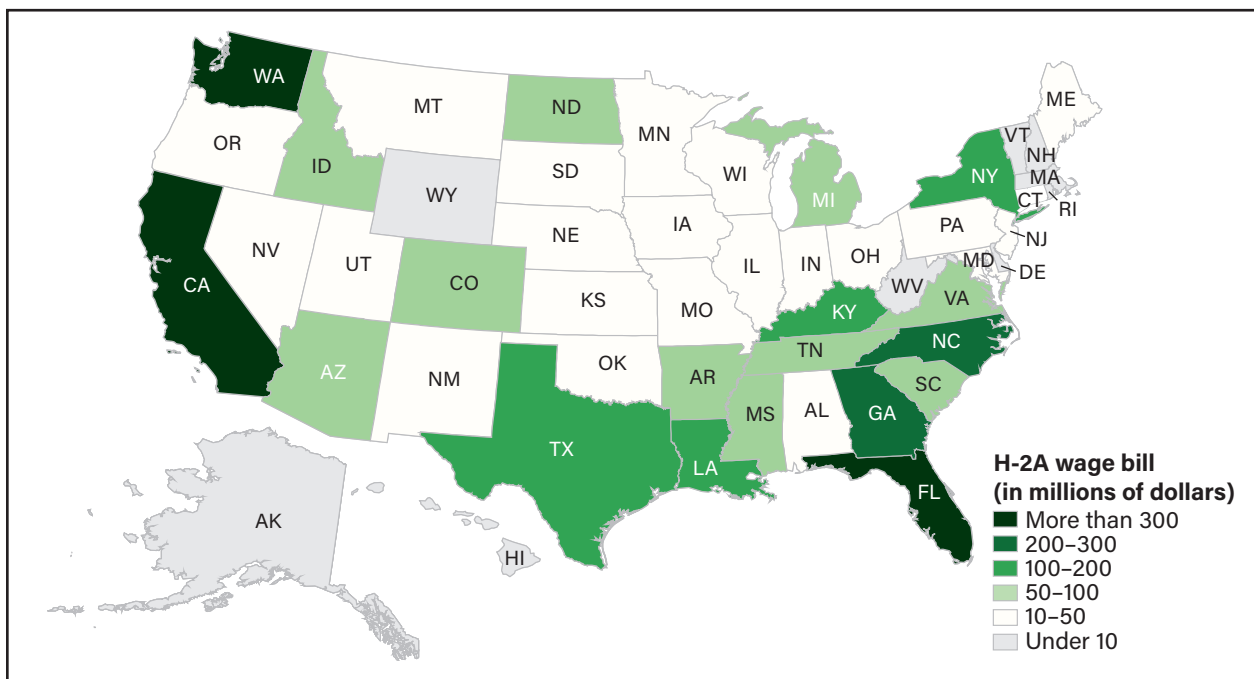 WA
MT
ND
MN
ME
VT
NH
OR
ID
SD
WI
MI
NY
MA
WY
CT
RI
IA
PA
NJ
NV
NE
UT
IL
IN
OH
MD
DE
CA
CO
KS
MO
WV
VA
KY
NC
TN
AZ
NM
OK
AR
SC
MS
AL
GA
TX
LA
FL
AK
HI
H-2A wage bill
(in millions of dollars)
More than 300
200–300
100–200
50–100
10–50
Under 10